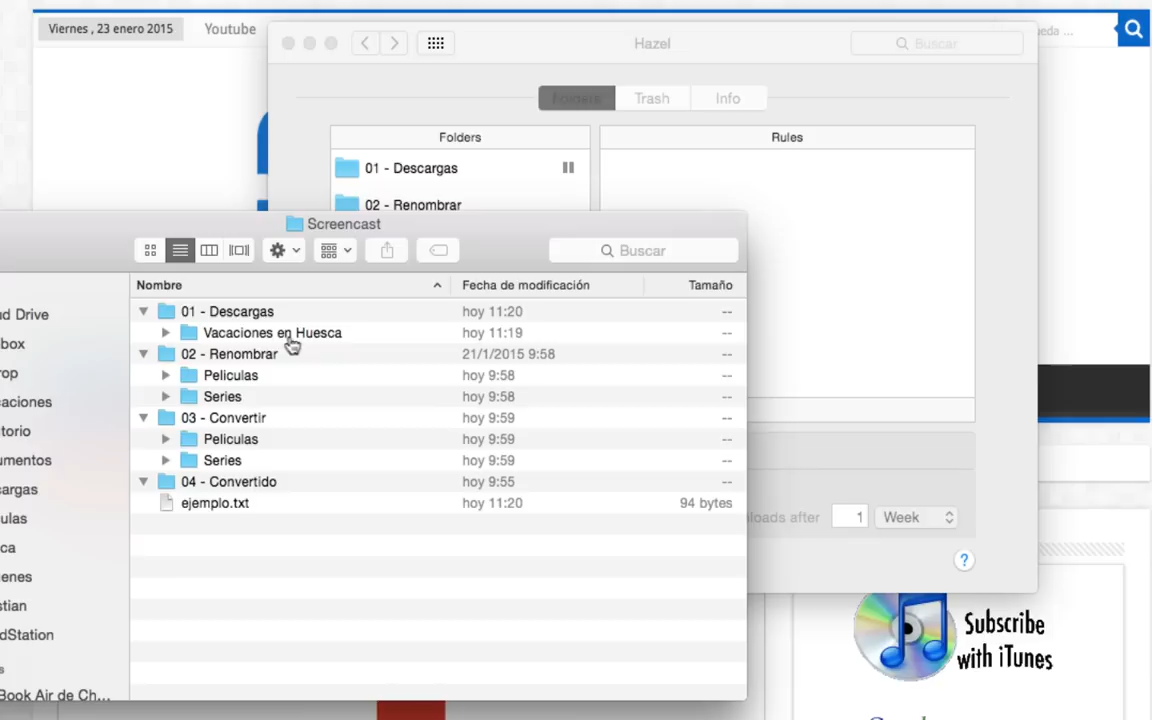 Viernes , 23 enero 2015
Youtube
Hazel
Buscar
eda ...
Folders
Trash
Info
Folders
Rules
01 - Descargas
02 - Renombrar
Screencast
Buscar
Nombre
Fecha de modificación
Tamaño
ud Drive
01 - Descargas
hoy 11:20
--
box
Vacaciones en Huesca
hoy 11:19
--
02 - Renombrar
21/1/2015 9:58
--
rop
Peliculas
hoy 9:58
--
caciones
Series
hoy 9:58
--
03 - Convertir
hoy 9:59
--
torio
Peliculas
hoy 9:59
--
umentos
Series
hoy 9:59
--
cargas
04 - Convertido
hoy 9:55
--
ejemplo.txt
hoy 11:20
94 bytes
ulas
loads after
1
Week
ca
?
enes
stian
dStation
s
Book Air de Ch...
Subscribe
with iTunes